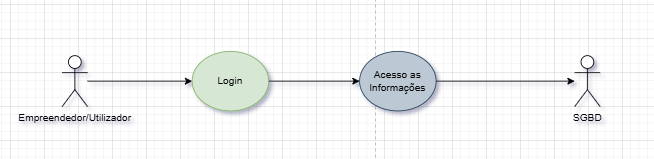 Login
Acesso as
Informações
Empreendedor/Utilizador
SGBD